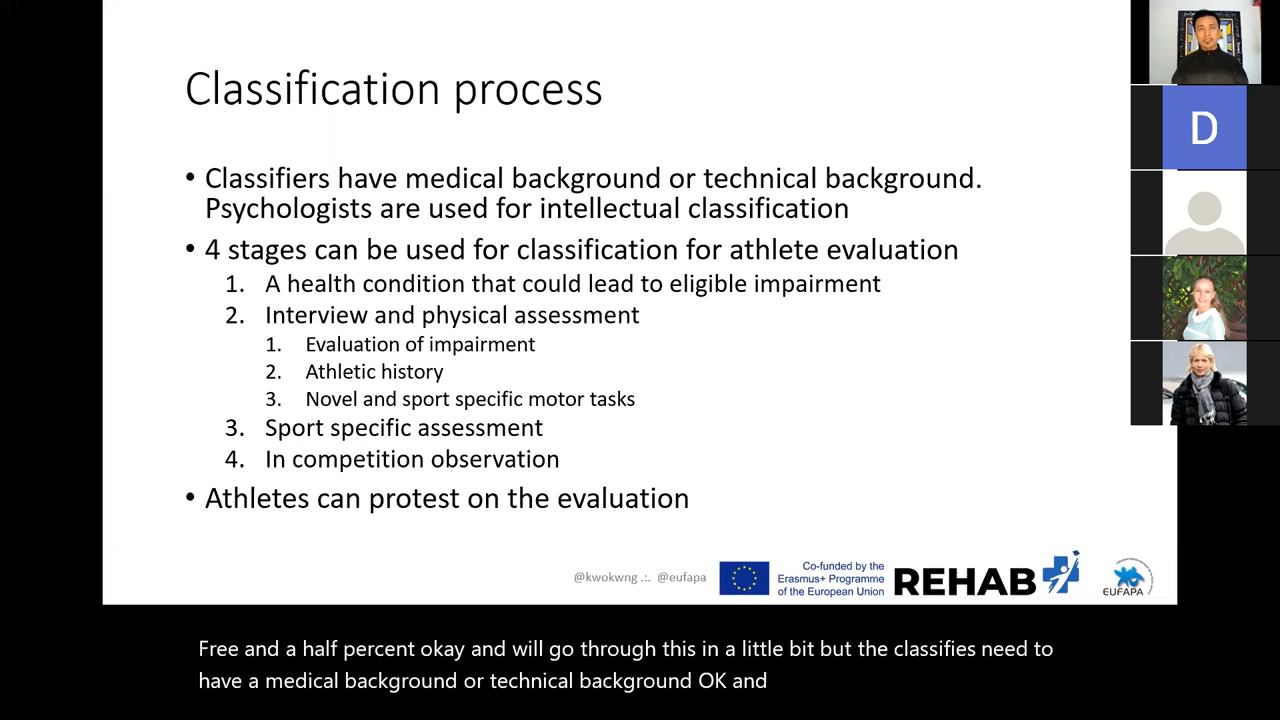 Classification process
• Classifiers have medical background or technical background.
Psychologists are used for intellectual classification
• 4 stages can be used for classification for athlete evaluation
1. A health condition that could lead to eligible impairment
2. Interview and physical assessment
1. Evaluation of impairment
2. Athletic history
3. Novel and sport specific motor tasks
3. Sport specific assessment
4. In competition observation
• Athletes can protest on the evaluation
@kwokwng .:. @eufapa
Co-funded by the
Erasmus+ Programme
of the European Union
REHAB
EUFAPA
D
Free and a half percent okay and will go through this in a little bit but the classifies need to
have a medical background or technical background OK and